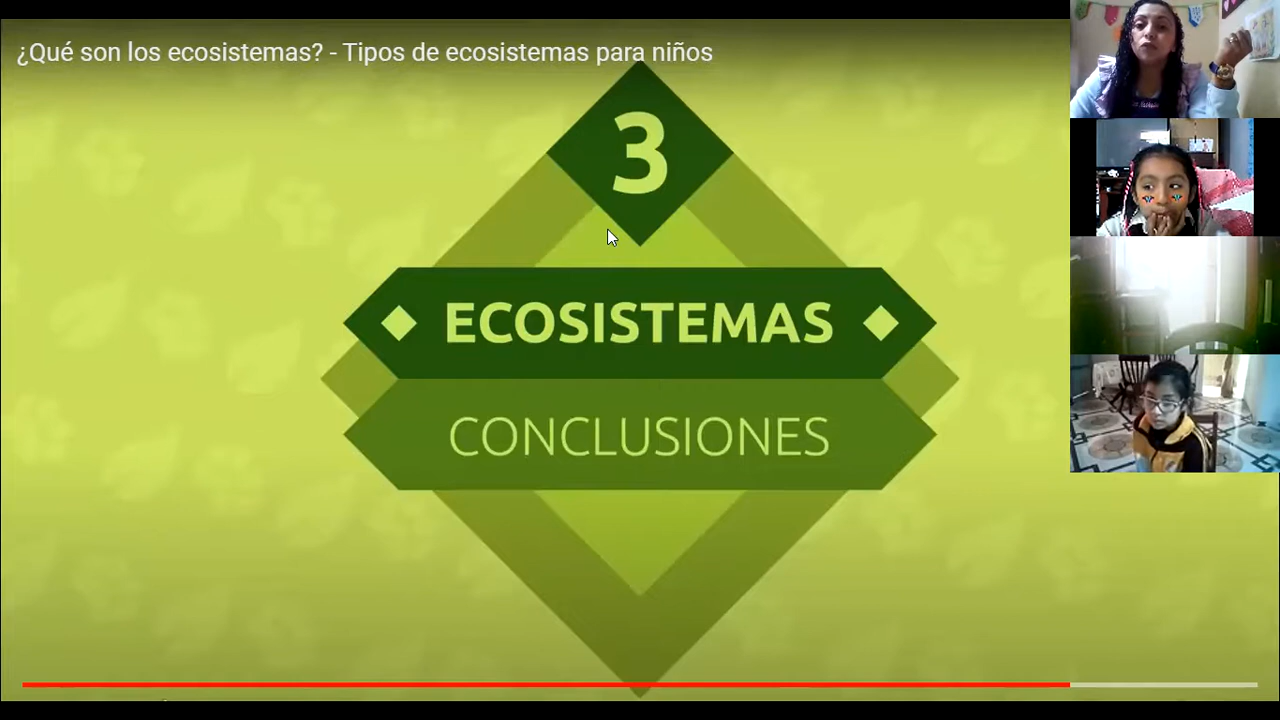 ¿Qué son los ecosistemas? - Tipos de ecosistemas para niños
3
ECOSISTEMAS
CONCLUSIONES